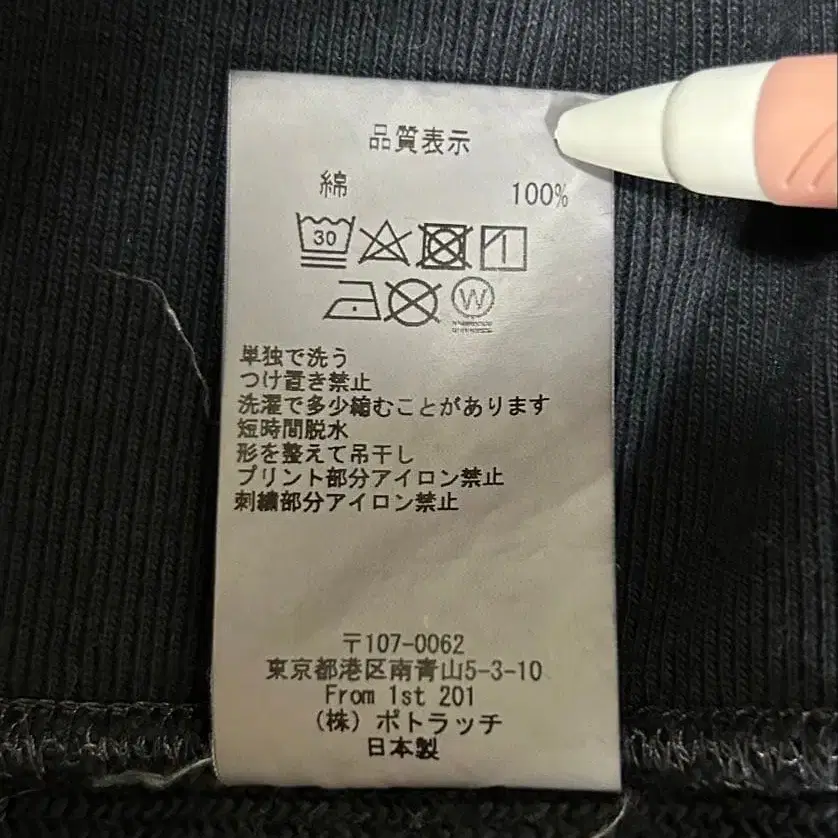 品質表示
綿 100%
30
W
単独で洗う
つけ置き禁止
洗濯で多少縮むことがあります
短時間脱水
形を整えて吊干し
プリント部分アイロン禁止
刺繍部分アイロン禁止
〒107-0062
東京都港区南青山5-3-10
From 1st 201
(株) ポトラッチ
日本製